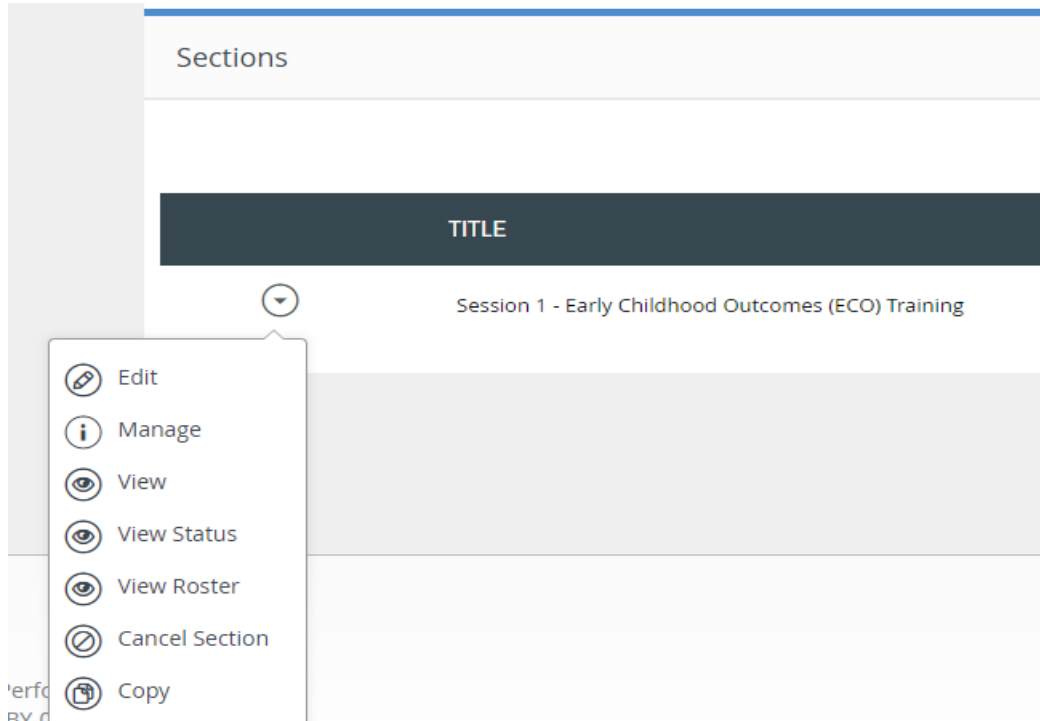 Sections
TITLE
Session 1 - Early Childhood Outcomes (ECO) Training
Edit
Manage
View
View Status
View Roster
Cancel Section
Copy